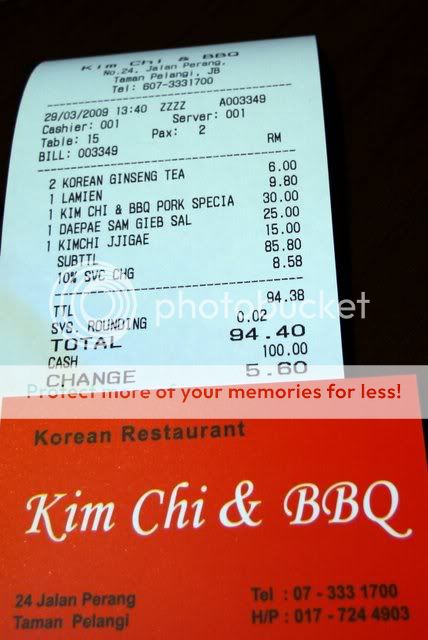 Kim Chi & BBQ
No.24, Jalan Perang,
Taman Pelangi, JB
Tel: 607-3331700
29/03/2009 13:40 ZZZZ A003349
Cashier: 001 Server: 001
Table: 15 Pax: 2
BILL: 003349
RM
2 KOREAN GINSENG TEA 6.00
1 LAMIEN 9.80
1 KIM CHI & BBQ PORK SPECIA 30.00
1 DAEPAE SAM GIEB SAL 25.00
1 KIMCHI JJIGAE 15.00
SUBTTL 85.80
10% SVC CHG 8.58
TTL 94.38
SYS. ROUNDING 0.02
TOTAL 94.40
CASH 100.00
CHANGE 5.60
photobucket
Protect more of your memories for less!
Korean Restaurant
Kim Chi & BBQ
24 Jalan Perang
Taman Pelangi
Tel : 07 - 333 1700
H/P : 017 - 724 4903